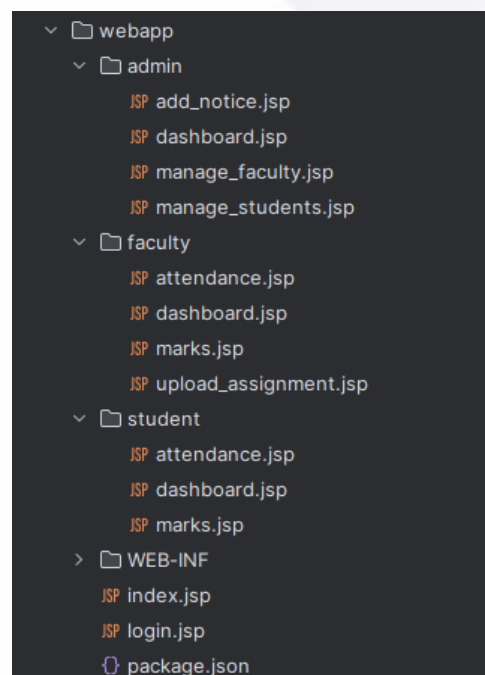 webapp
admin
JSP add_notice.jsp
JSP dashboard.jsp
JSP manage_faculty.jsp
JSP manage_students.jsp
faculty
JSP attendance.jsp
JSP dashboard.jsp
JSP marks.jsp
JSP upload_assignment.jsp
student
JSP attendance.jsp
JSP dashboard.jsp
JSP marks.jsp
WEB-INF
JSP index.jsp
JSP login.jsp
{} package.json